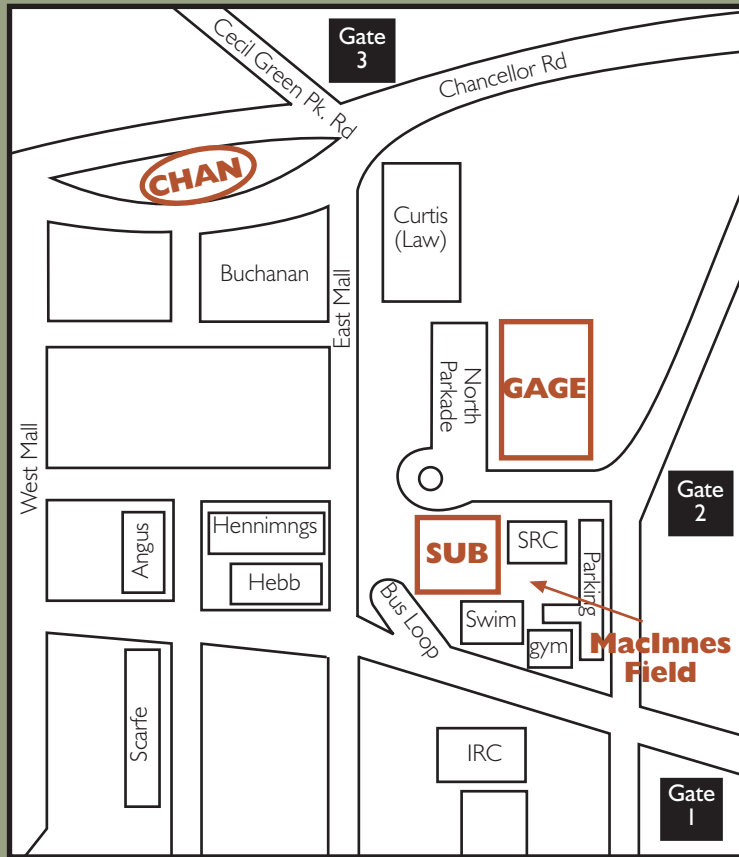 Gate
3
Cecil Green Pk. Rd
Chancellor Rd
CHAN
Curtis
(Law)
Buchanan
East Mall
North
Parkade
GAGE
West Mall
Gate
2
Angus
Hennimngs
Hebb
SUB
SRC
Parking
Bus Loop
Swim
gym
MacInnes
Field
Scarfe
IRC
Gate
1